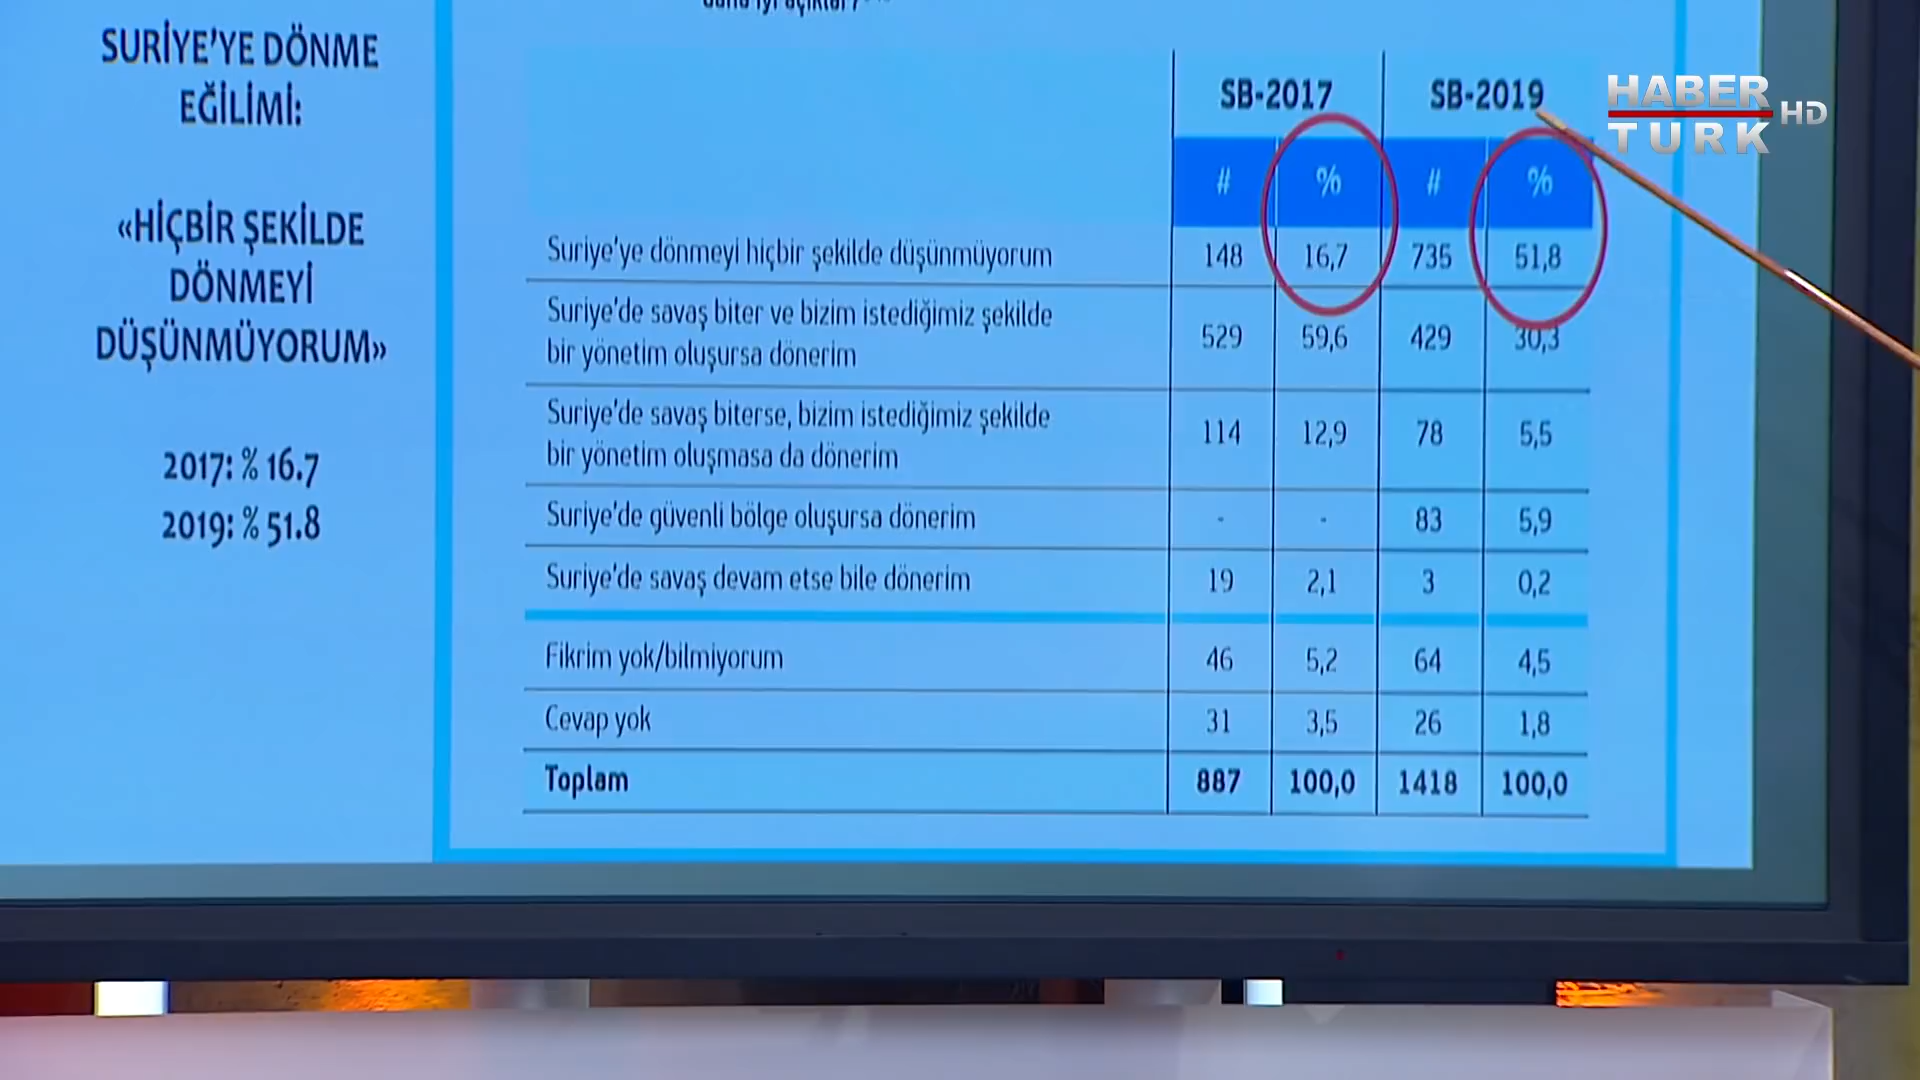 SURİYE'YE DÖNME
EĞİLİMİ:
«HİÇBİR ŞEKİLDE
DÖNMEYİ
DÜŞÜNMÜYORUM»
2017: % 16.7
2019: % 51.8
SB-2017 SB-2019
# % # %
Suriye'ye dönmeyi hiçbir şekilde düşünmüyorum 148 16,7 735 51,8
Suriye'de savaş biter ve bizim istediğimiz şekilde
bir yönetim oluşursa dönerim 529 59,6 429 30,3
Suriye'de savaş biterse, bizim istediğimiz şekilde
bir yönetim oluşmasa da dönerim 114 12,9 78 5,5
Suriye'de güvenli bölge oluşursa dönerim - - 83 5,9
Suriye'de savaş devam etse bile dönerim 19 2,1 3 0,2
Fikrim yok/bilmiyorum 46 5,2 64 4,5
Cevap yok 31 3,5 26 1,8
Toplam 887 100,0 1418 100,0
HABER
TURK HD